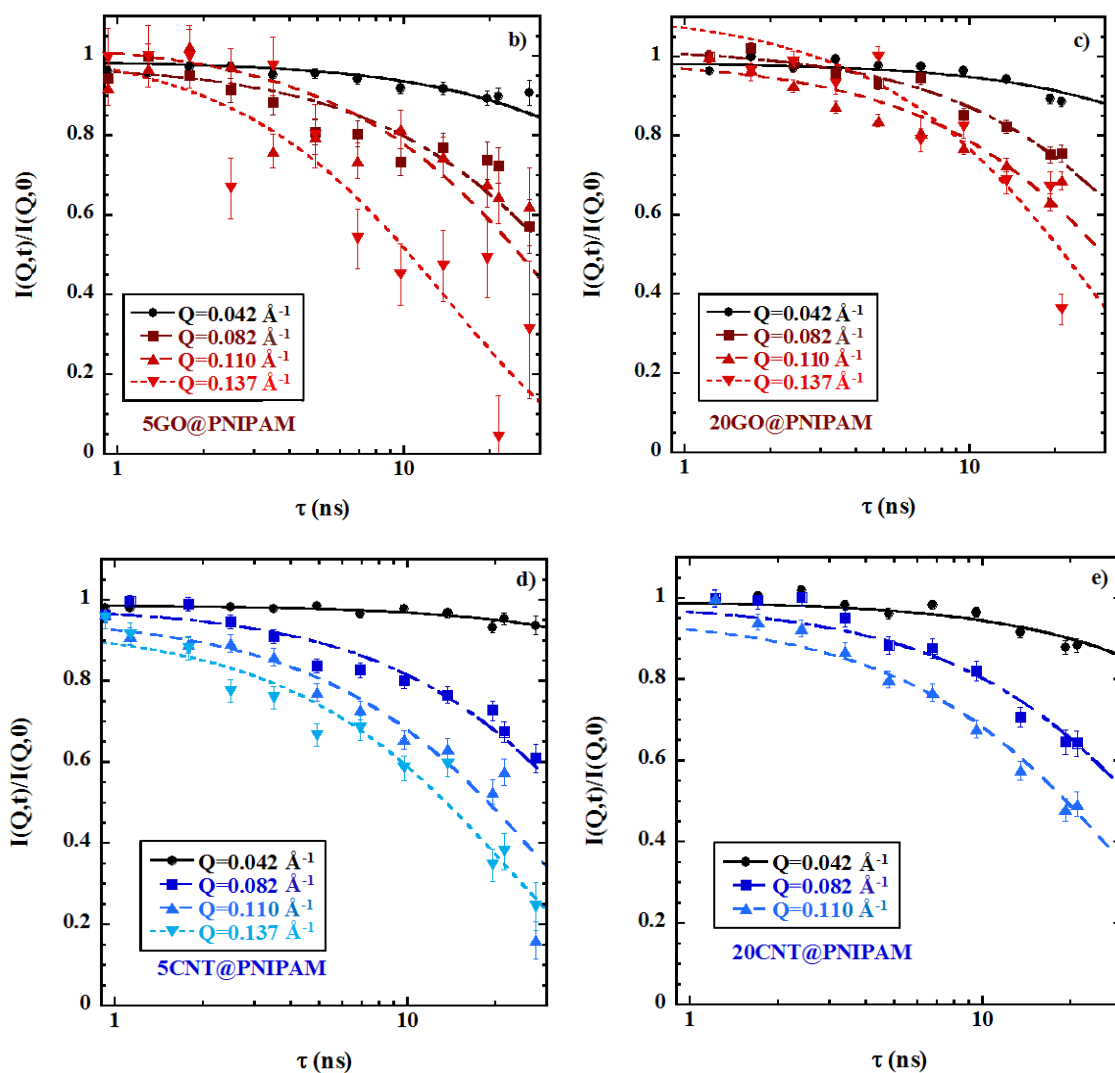 b)
I(Q,t)/I(Q,0)
1
0.8
0.6
0.4
0.2
0
Q=0.042 Å-1
Q=0.082 Å-1
Q=0.110 Å-1
Q=0.137 Å-1
5GO@PNIPAM
1
10
τ (ns)
c)
I(Q,t)/I(Q,0)
1
0.8
0.6
0.4
0.2
0
Q=0.042 Å-1
Q=0.082 Å-1
Q=0.110 Å-1
Q=0.137 Å-1
20GO@PNIPAM
1
10
τ (ns)
d)
I(Q,t)/I(Q,0)
1
0.8
0.6
0.4
0.2
0
Q=0.042 Å-1
Q=0.082 Å-1
Q=0.110 Å-1
Q=0.137 Å-1
5CNT@PNIPAM
1
10
τ (ns)
e)
I(Q,t)/I(Q,0)
1
0.8
0.6
0.4
0.2
0
Q=0.042 Å-1
Q=0.082 Å-1
Q=0.110 Å-1
20CNT@PNIPAM
1
10
τ (ns)